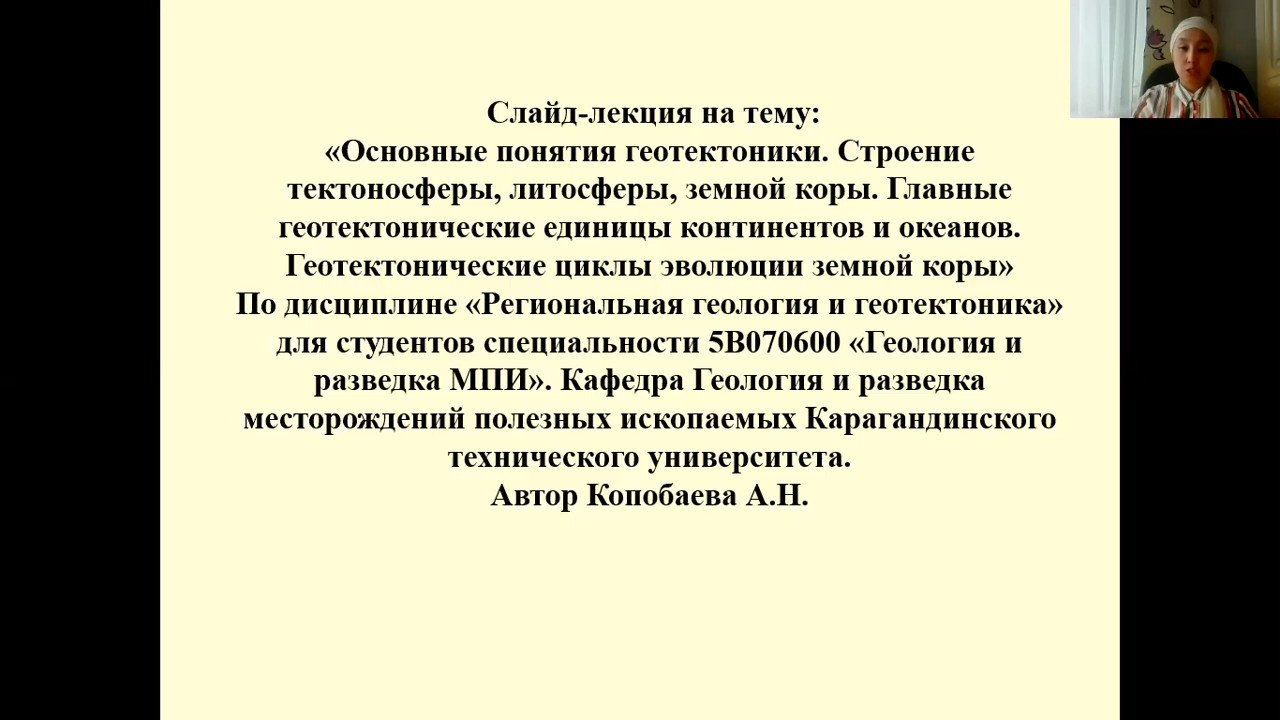 Слайд-лекция на тему:
«Основные понятия геотектоники. Строение
тектоносферы, литосферы, земной коры. Главные
геотектонические единицы континентов и океанов.
Геотектонические циклы эволюции земной коры»
По дисциплине «Региональная геология и геотектоника»
для студентов специальности 5В070600 «Геология и
разведка МПИ». Кафедра Геология и разведка
месторождений полезных ископаемых Карагандинского
технического университета.
Автор Копобаева А.Н.